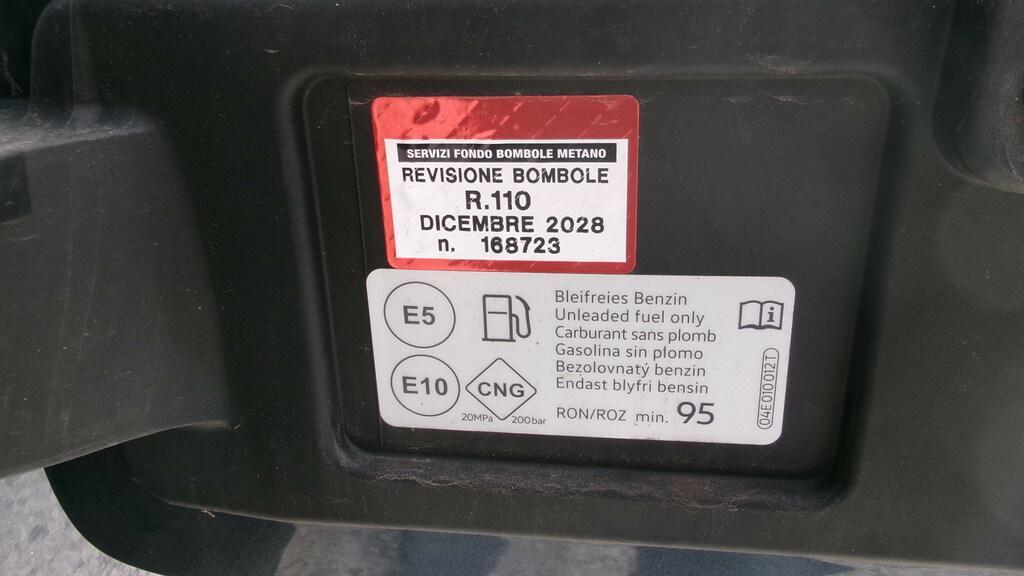 SERVIZI FONDO BOMBOLE METANO
REVISIONE BOMBOLE
R.110
DICEMBRE 2028
n. 168723
E5
E10
CNG
20MPa 200bar
Bleifreies Benzin
Unleaded fuel only
Carburant sans plomb
Gasolina sin plomo
Bezolovnatý benzin
Endast blyfri bensin
RON/ROZ min. 95
i
04E010012T